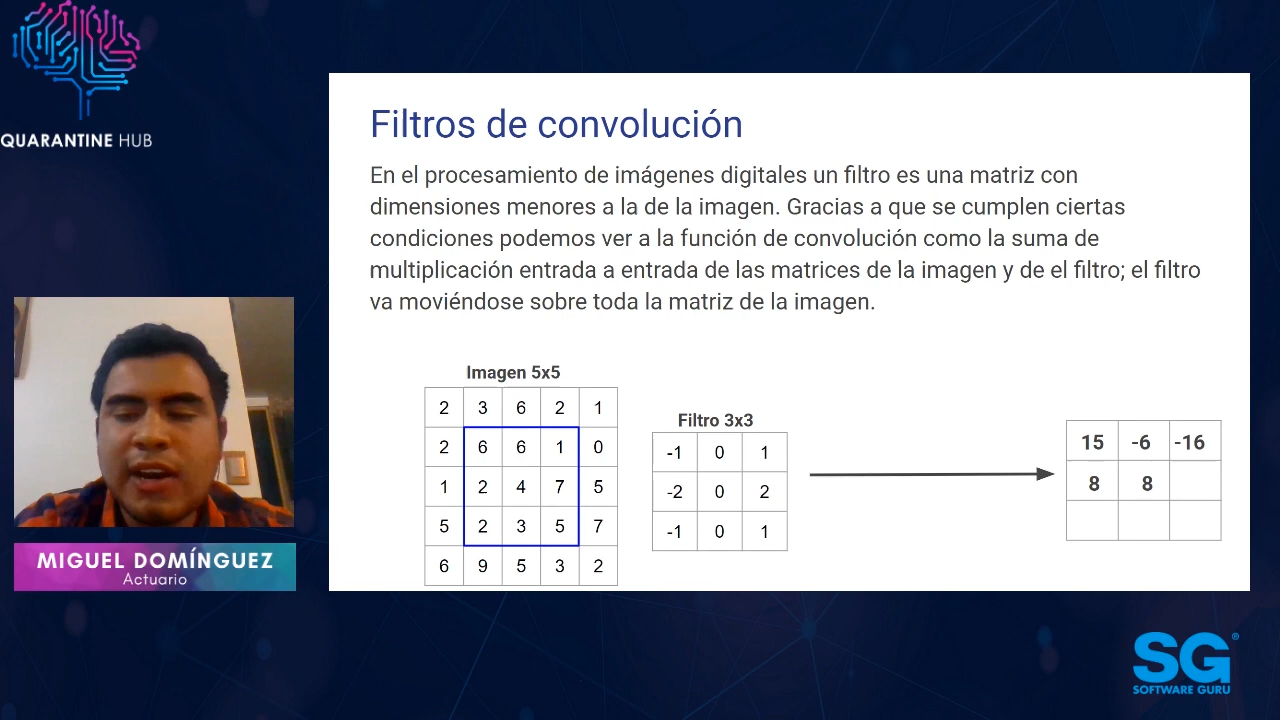 QUARANTINE HUB
Filtros de convolución
En el procesamiento de imágenes digitales un filtro es una matriz con
dimensiones menores a la de la imagen. Gracias a que se cumplen ciertas
condiciones podemos ver a la función de convolución como la suma de
multiplicación entrada a entrada de las matrices de la imagen y de el filtro; el filtro
va moviéndose sobre toda la matriz de la imagen.
Imagen 5x5
2 3 6 2 1
2 6 6 1 0
1 2 4 7 5
5 2 3 5 7
6 9 5 3 2
Filtro 3x3
-1 0 1
-2 0 2
-1 0 1
15 -6 -16
8 8
MIGUEL DOMÍNGUEZ
Actuario
SG®
SOFTWARE GURU